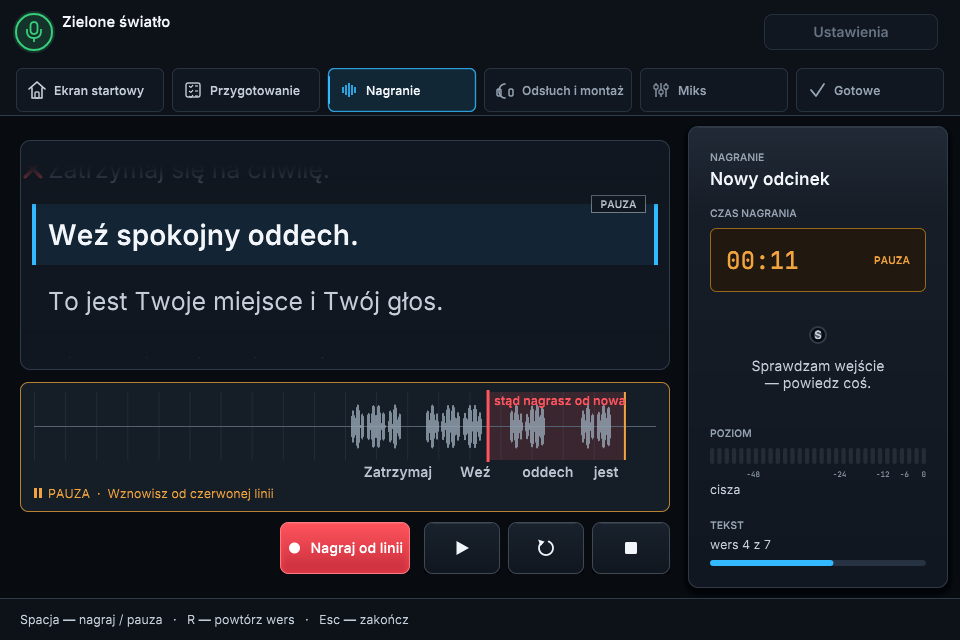 Zielone światło
Ustawienia
Ekran startowy
Przygotowanie
Nagranie
Odsłuch i montaż
Miks
Gotowe
Zatrzymaj się na chwilę.
PAUZA
Weź spokojny oddech.
To jest Twoje miejsce i Twój głos.
stąd nagrasz od nowa
Zatrzymaj Weź oddech jest
PAUZA · Wznowisz od czerwonej linii
Nagraj od linii
NAGRANIE
Nowy odcinek
CZAS NAGRANIA
00:11 PAUZA
S
Sprawdzam wejście
— powiedz coś.
POZIOM
-48 -24 -12 -6 0
cisza
TEKST
wers 4 z 7
Spacja — nagraj / pauza · R — powtórz wers · Esc — zakończ